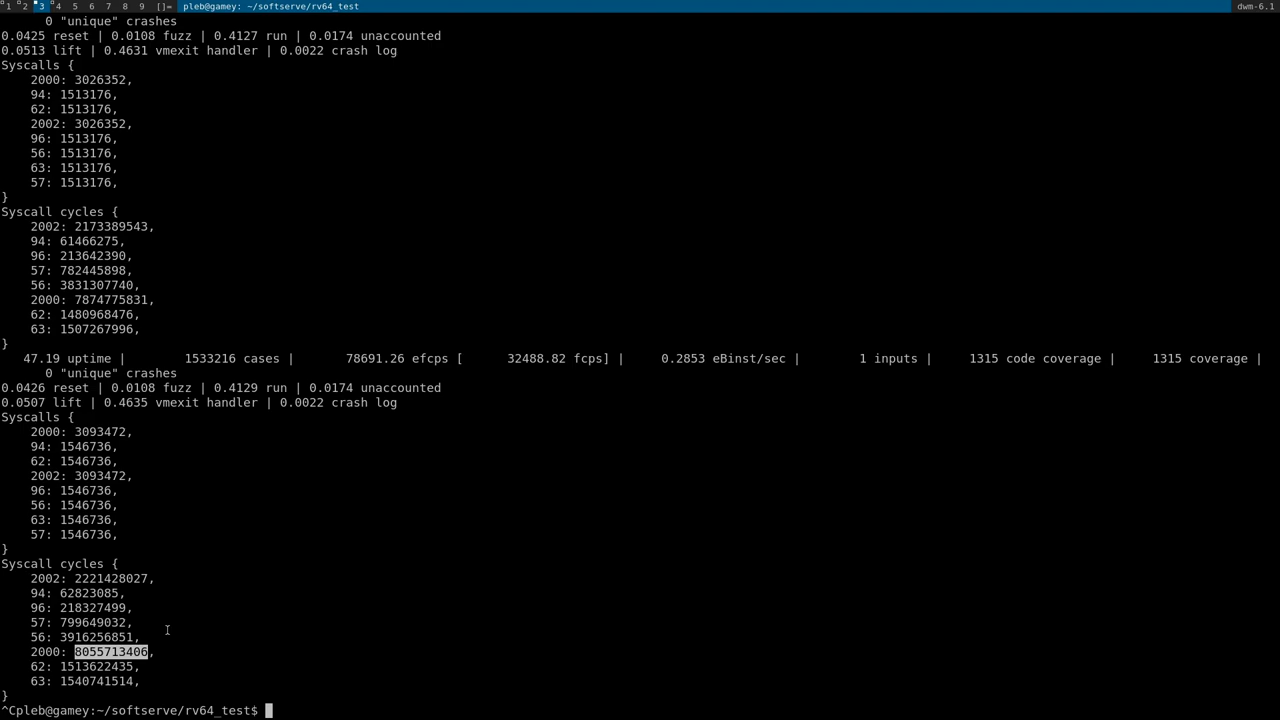 1 2 3 4 5 6 7 8 9 []= pleb@gamey: ~/softserve/rv64_test dwm-6.1
0 "unique" crashes
0.0425 reset | 0.0108 fuzz | 0.4127 run | 0.0174 unaccounted
0.0513 lift | 0.4631 vmexit handler | 0.0022 crash log
Syscalls {
2000: 3026352,
94: 1513176,
62: 1513176,
2002: 3026352,
96: 1513176,
56: 1513176,
63: 1513176,
57: 1513176,
}
Syscall cycles {
2002: 2173389543,
94: 61466275,
96: 213642390,
57: 782445898,
56: 3831307740,
2000: 7874775831,
62: 1480968476,
63: 1507267996,
}
47.19 uptime | 1533216 cases | 78691.26 efcps [ 32488.82 fcps] | 0.2853 eBinst/sec | 1 inputs | 1315 code coverage | 1315 coverage |
0 "unique" crashes
0.0426 reset | 0.0108 fuzz | 0.4129 run | 0.0174 unaccounted
0.0507 lift | 0.4635 vmexit handler | 0.0022 crash log
Syscalls {
2000: 3093472,
94: 1546736,
62: 1546736,
2002: 3093472,
96: 1546736,
56: 1546736,
63: 1546736,
57: 1546736,
}
Syscall cycles {
2002: 2221428027,
94: 62823085,
96: 218327499,
57: 799649032,
56: 3916256851,
2000: 8055713406,
62: 1513622435,
63: 1540741514,
}
^Cpleb@gamey:~/softserve/rv64_test$